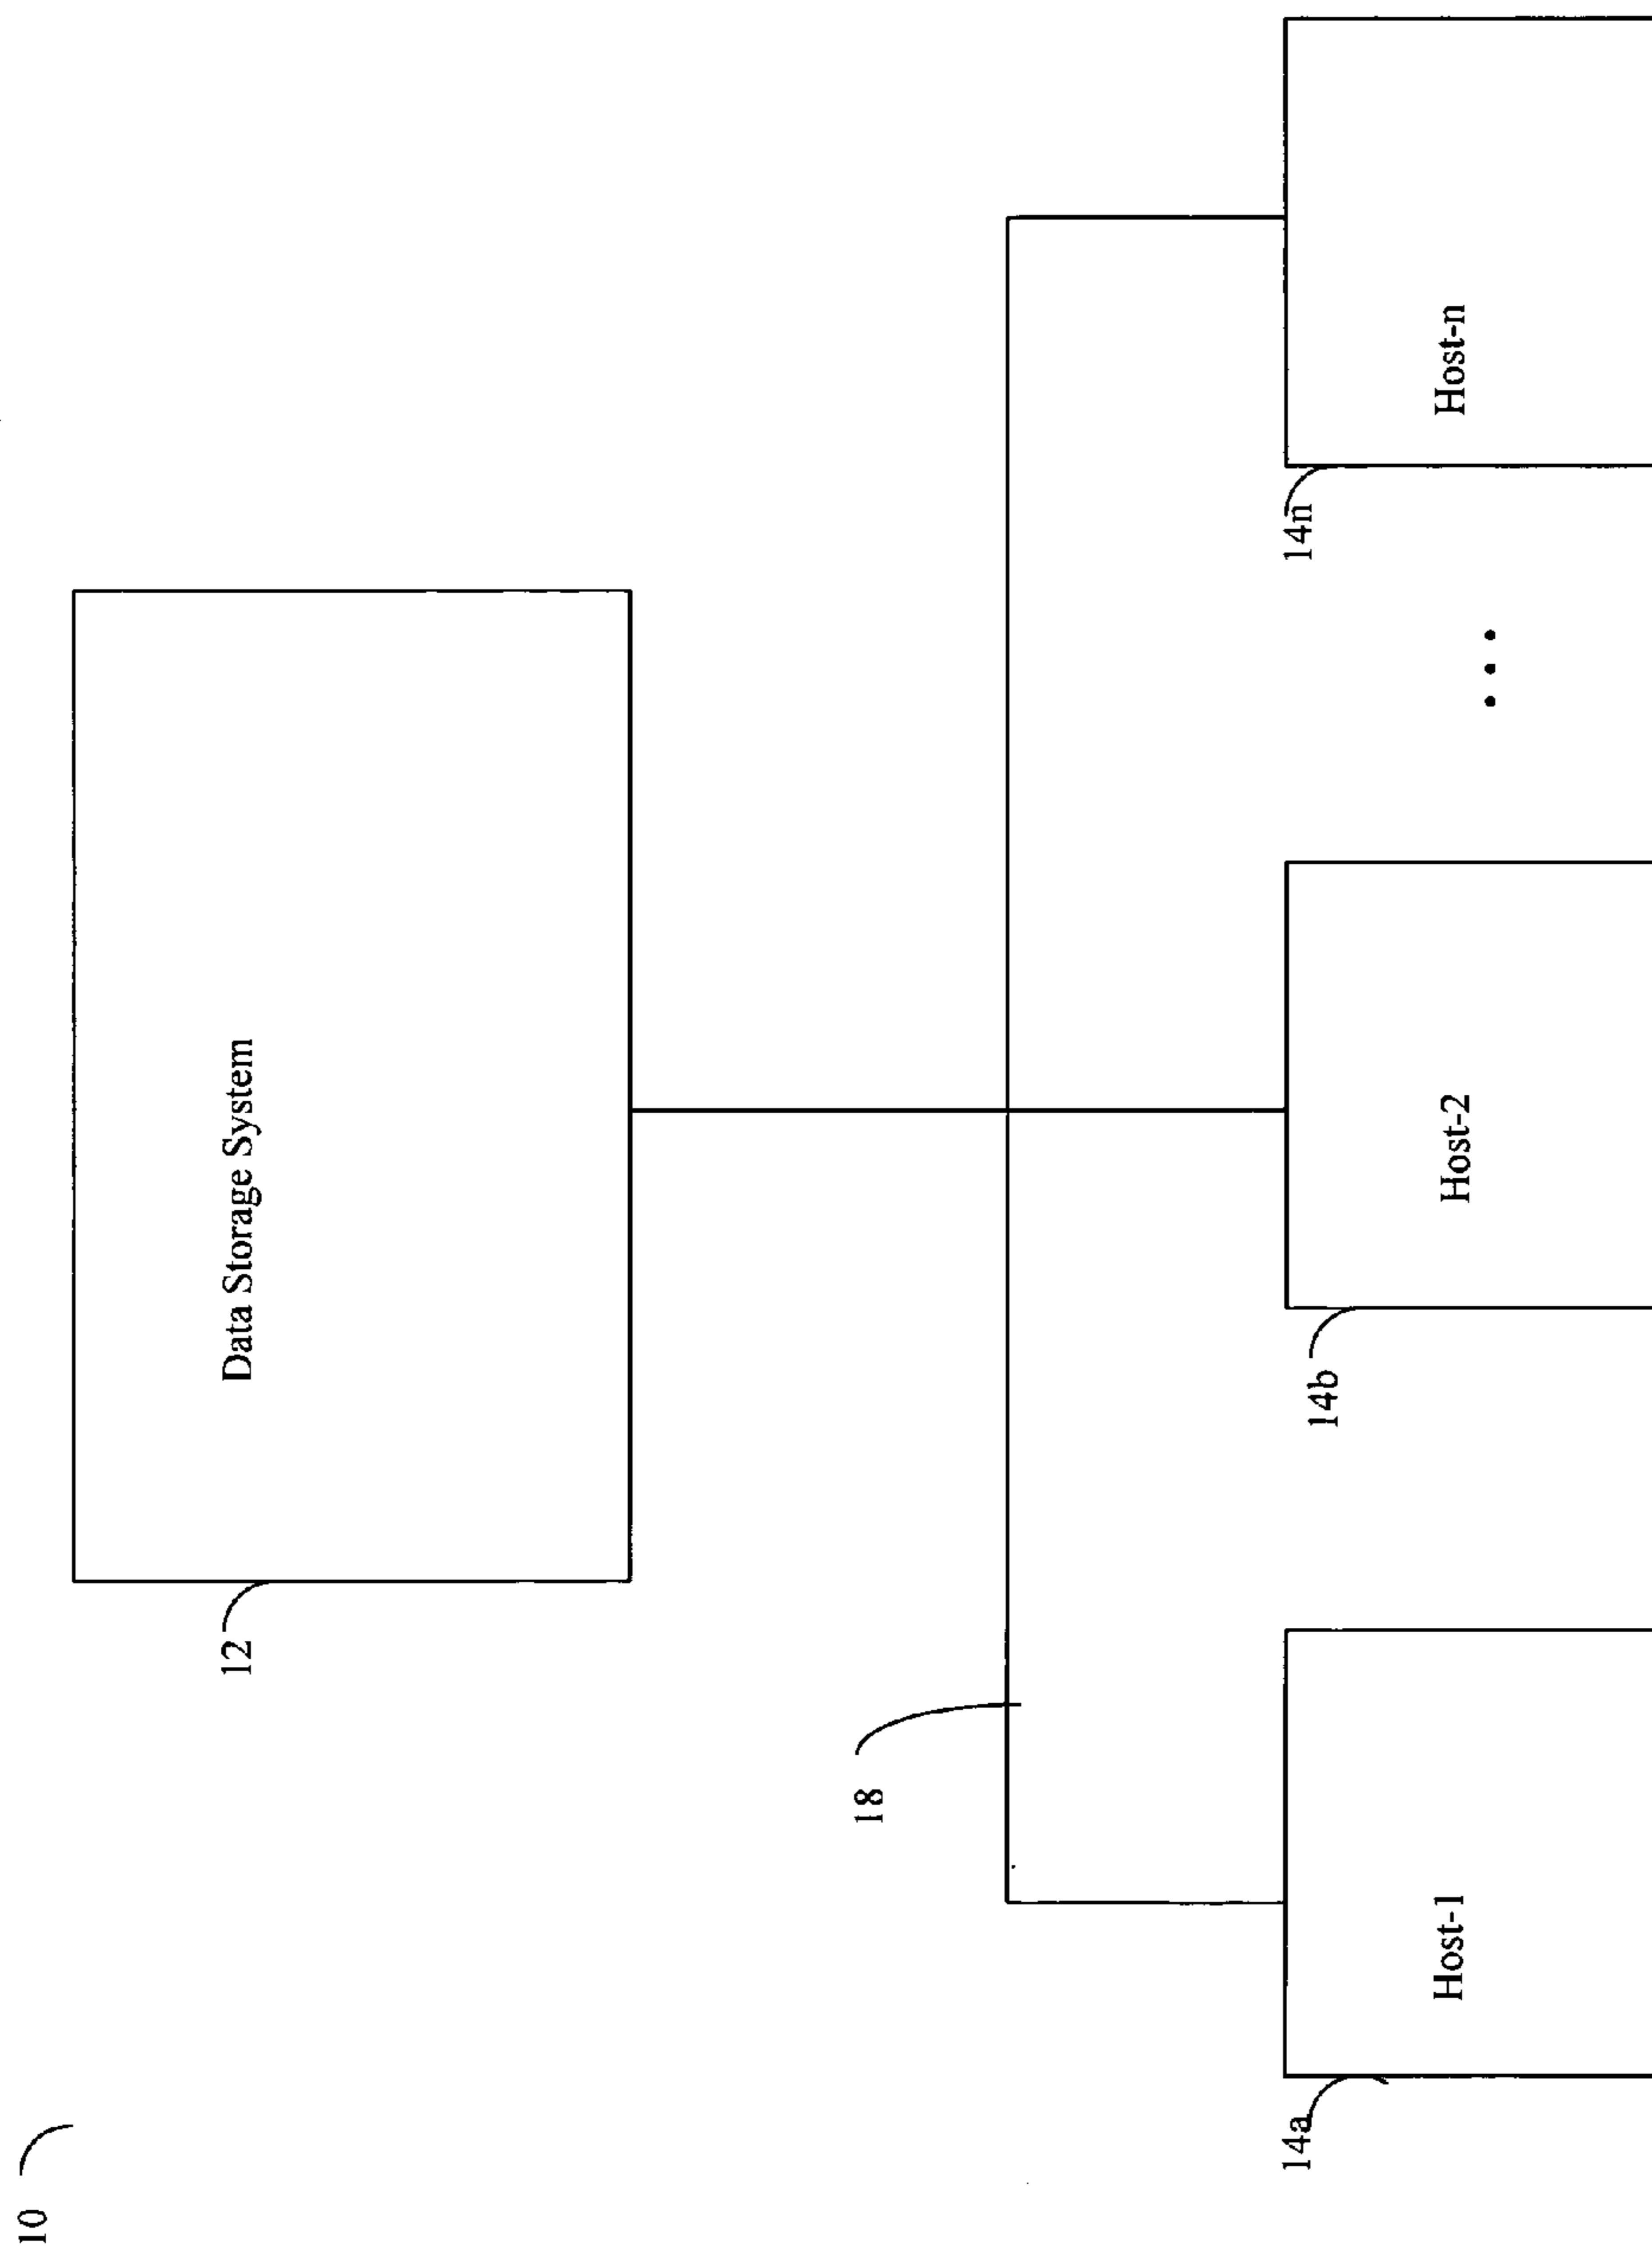 10
12
Data Storage System
18
14a
Host-1
14b
Host-2
...
14n
Host-n